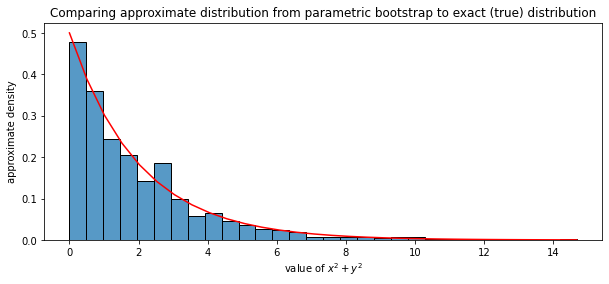 Comparing approximate distribution from parametric bootstrap to exact (true) distribution
0.5
0.4
0.3
0.2
0.1
0.0
approximate density
0 2 4 6 8 10 12 14
value of x² + y²